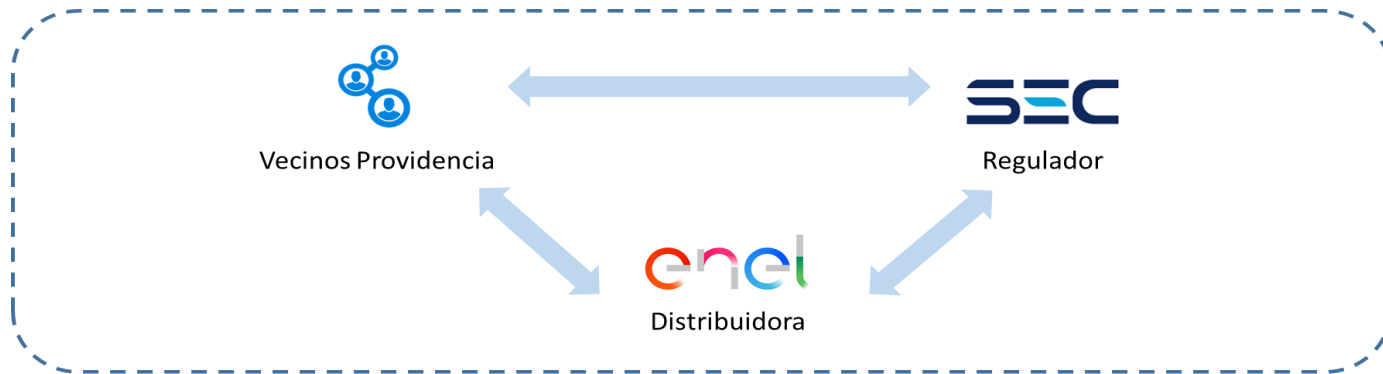 SEC
Vecinos Providencia
Regulador
enel
Distribuidora